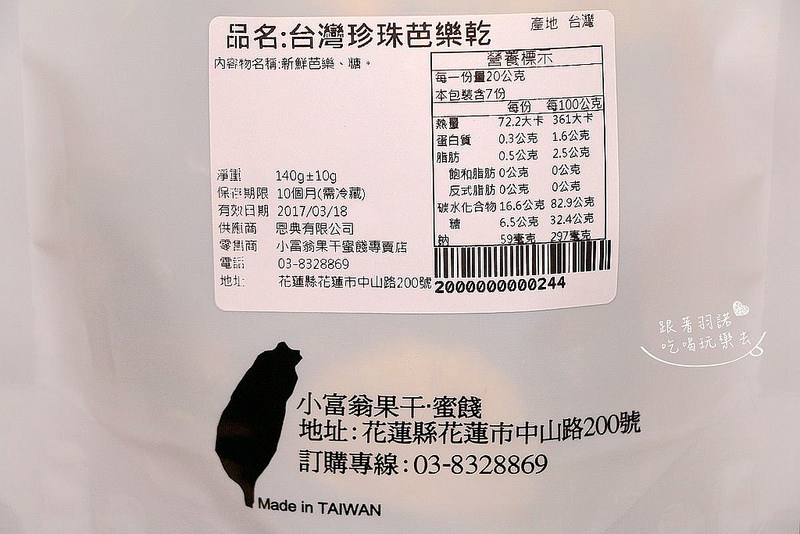 品名:台灣珍珠芭樂乾
產地 台灣
內容物名稱:新鮮芭樂、糖。
營養標示
每一份量20公克
本包裝含7份
每份 每100公克
熱量 72.2大卡 361大卡
蛋白質 0.3公克 1.6公克
脂肪 0.5公克 2.5公克
飽和脂肪 0公克 0公克
反式脂肪 0公克 0公克
碳水化合物 16.6公克 82.9公克
糖 6.5公克 32.4公克
鈉 59毫克 297毫克
淨重 140g±10g
保存期限 10個月(需冷藏)
有效日期 2017/03/18
供應商 恩典有限公司
零售商 小富翁果干蜜餞專賣店
電話 03-8328869
地址 花蓮縣花蓮市中山路200號
2000000000244
跟著羽諾
吃喝玩樂去
小富翁果干·蜜餞
地址:花蓮縣花蓮市中山路200號
訂購專線:03-8328869
Made in TAIWAN